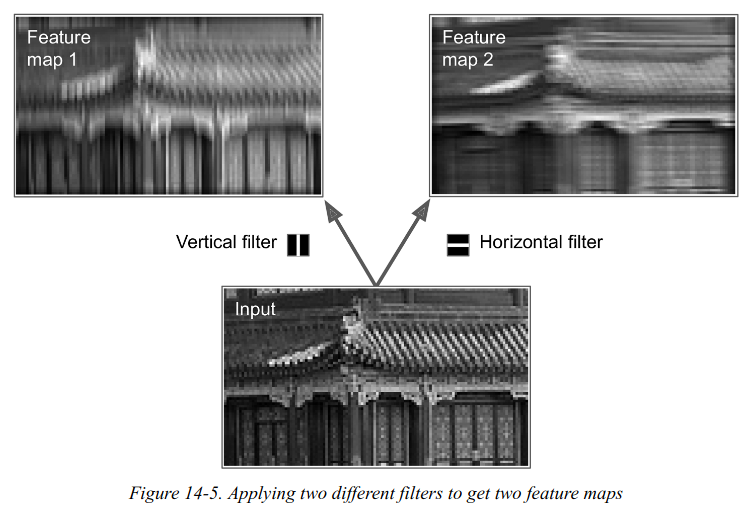 Feature
map 1
Feature
map 2
Vertical filter
Horizontal filter
Input
Figure 14-5. Applying two different filters to get two feature maps